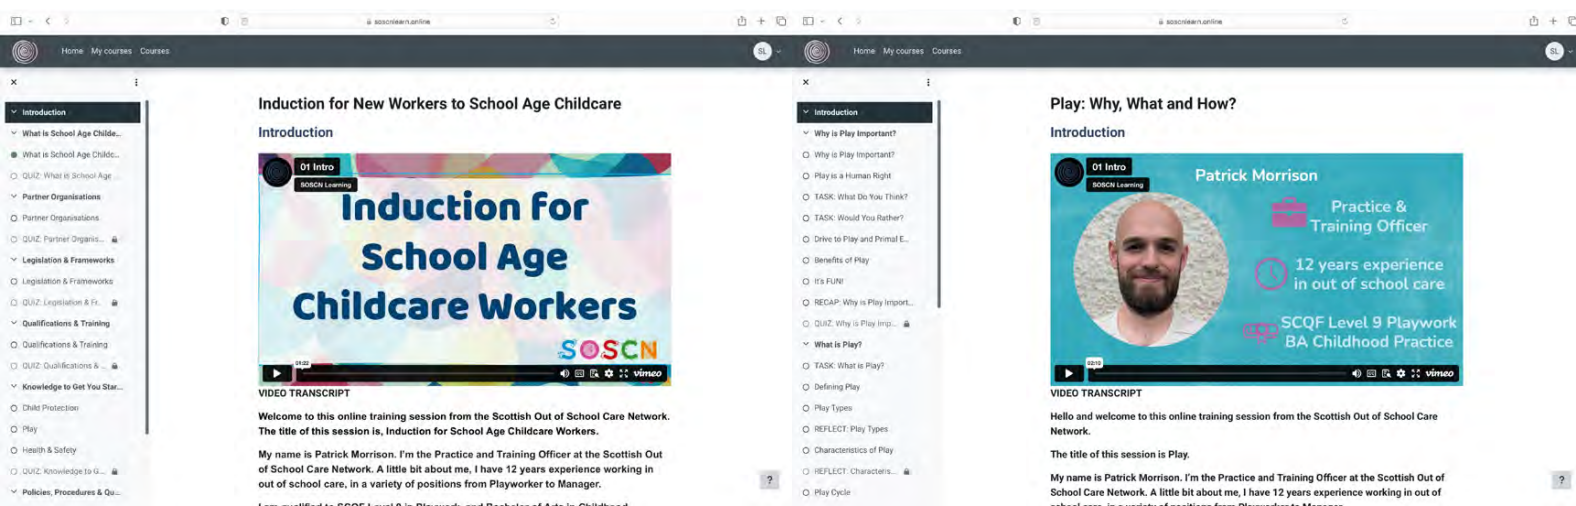 soscnlearn.online
Home My courses Courses
SL
Introduction
What is School Age Childc...
What is School Age Childc...
QUIZ: What is School Age ...
Partner Organisations
Partner Organisations
QUIZ: Partner Organis...
Legislation & Frameworks
Legislation & Frameworks
QUIZ: Legislation & Fr...
Qualifications & Training
Qualifications & Training
QUIZ: Qualifications & ...
Knowledge to Get You Star...
Child Protection
Play
Health & Safety
QUIZ: Knowledge to G...
Policies, Procedures & Qu...
Induction for New Workers to School Age Childcare
Introduction
01 Intro
SOSCN Learning
Induction for
School Age
Childcare Workers
SOSCN
vimeo
VIDEO TRANSCRIPT
Welcome to this online training session from the Scottish Out of School Care Network.
The title of this session is, Induction for School Age Childcare Workers.
My name is Patrick Morrison. I'm the Practice and Training Officer at the Scottish Out
of School Care Network. A little bit about me, I have 12 years experience working in
out of school care, in a variety of positions from Playworker to Manager.
?
soscnlearn.online
Home My courses Courses
SL
Introduction
Why is Play Important?
Why is Play Important?
Play is a Human Right
TASK: What Do You Think?
TASK: Would You Rather?
Drive to Play and Primal E...
Benefits of Play
It's FUN!
RECAP: Why is Play Import...
QUIZ: Why is Play Imp...
What is Play?
TASK: What is Play?
Defining Play
Play Types
REFLECT: Play Types
Characteristics of Play
REFLECT: Characteris...
Play Cycle
Play: Why, What and How?
Introduction
01 Intro
SOSCN Learning
Patrick Morrison
Practice &
Training Officer
12 years experience
in out of school care
SCQF Level 9 Playwork
BA Childhood Practice
02:10
vimeo
VIDEO TRANSCRIPT
Hello and welcome to this online training session from the Scottish Out of School Care
Network.
The title of this session is Play.
My name is Patrick Morrison. I'm the Practice and Training Officer at the Scottish Out of
School Care Network. A little bit about me, I have 12 years experience working in out of
?